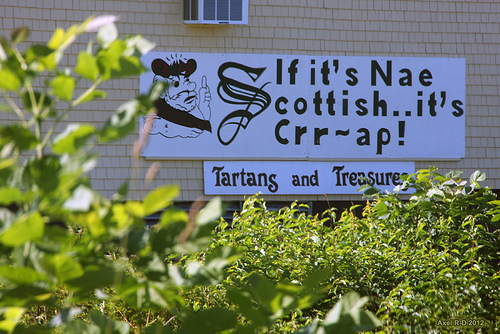 If it's Nae
Scottish..it's
Crr~ap!
Tartans and Treasures
Axel R-D 2012